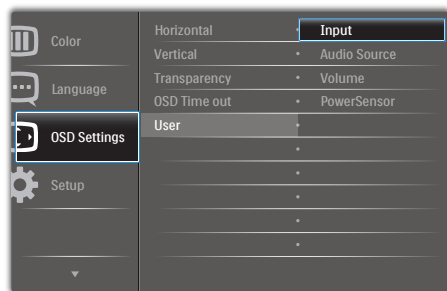 Color
Language
OSD Settings
Setup
Horizontal
Vertical
Transparency
OSD Time out
User
Input
Audio Source
Volume
PowerSensor